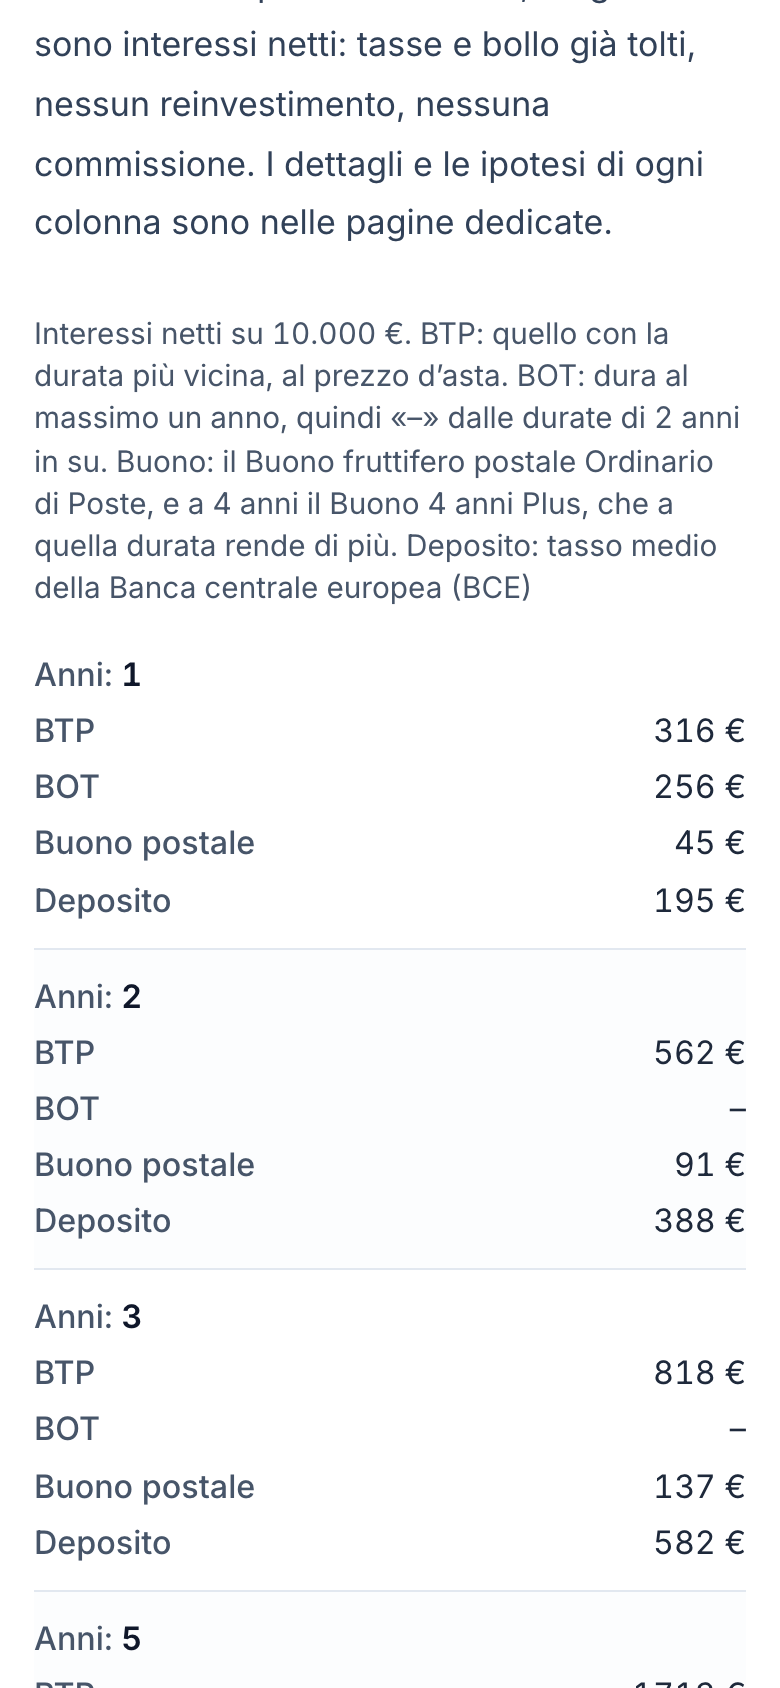 sono interessi netti: tasse e bollo già tolti,
nessun reinvestimento, nessuna
commissione. I dettagli e le ipotesi di ogni
colonna sono nelle pagine dedicate.
Interessi netti su 10.000 €. BTP: quello con la
durata più vicina, al prezzo d’asta. BOT: dura al
massimo un anno, quindi «–» dalle durate di 2 anni
in su. Buono: il Buono fruttifero postale Ordinario
di Poste, e a 4 anni il Buono 4 anni Plus, che a
quella durata rende di più. Deposito: tasso medio
della Banca centrale europea (BCE)
Anni: 1
BTP 316 €
BOT 256 €
Buono postale 45 €
Deposito 195 €
Anni: 2
BTP 562 €
BOT –
Buono postale 91 €
Deposito 388 €
Anni: 3
BTP 818 €
BOT –
Buono postale 137 €
Deposito 582 €
Anni: 5
BTP